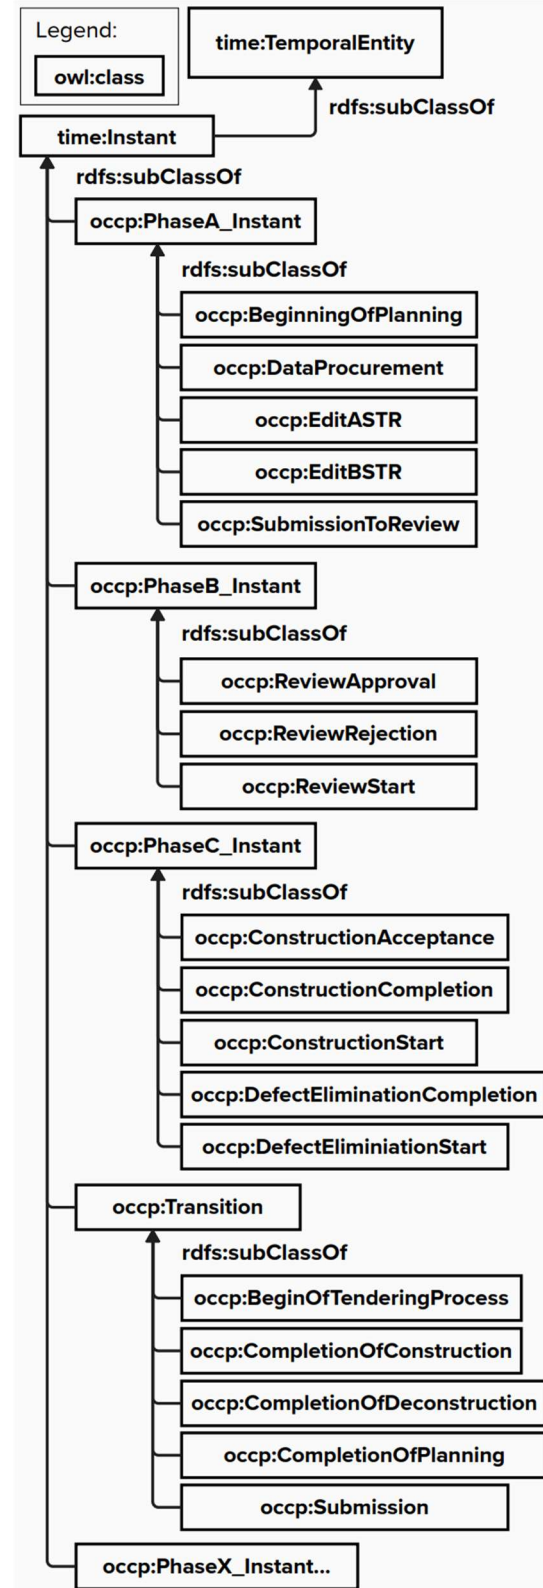 Legend:
owl:class
time:TemporalEntity
rdfs:subClassOf
time:Instant
rdfs:subClassOf
occp:PhaseA_Instant
rdfs:subClassOf
occp:BeginningOfPlanning
occp:DataProcurement
occp:EditASTR
occp:EditBSTR
occp:SubmissionToReview
occp:PhaseB_Instant
rdfs:subClassOf
occp:ReviewApproval
occp:ReviewRejection
occp:ReviewStart
occp:PhaseC_Instant
rdfs:subClassOf
occp:ConstructionAcceptance
occp:ConstructionCompletion
occp:ConstructionStart
occp:DefectEliminationCompletion
occp:DefectEliminiationStart
occp:Transition
rdfs:subClassOf
occp:BeginOfTenderingProcess
occp:CompletionOfConstruction
occp:CompletionOfDeconstruction
occp:CompletionOfPlanning
occp:Submission
occp:PhaseX_Instant...